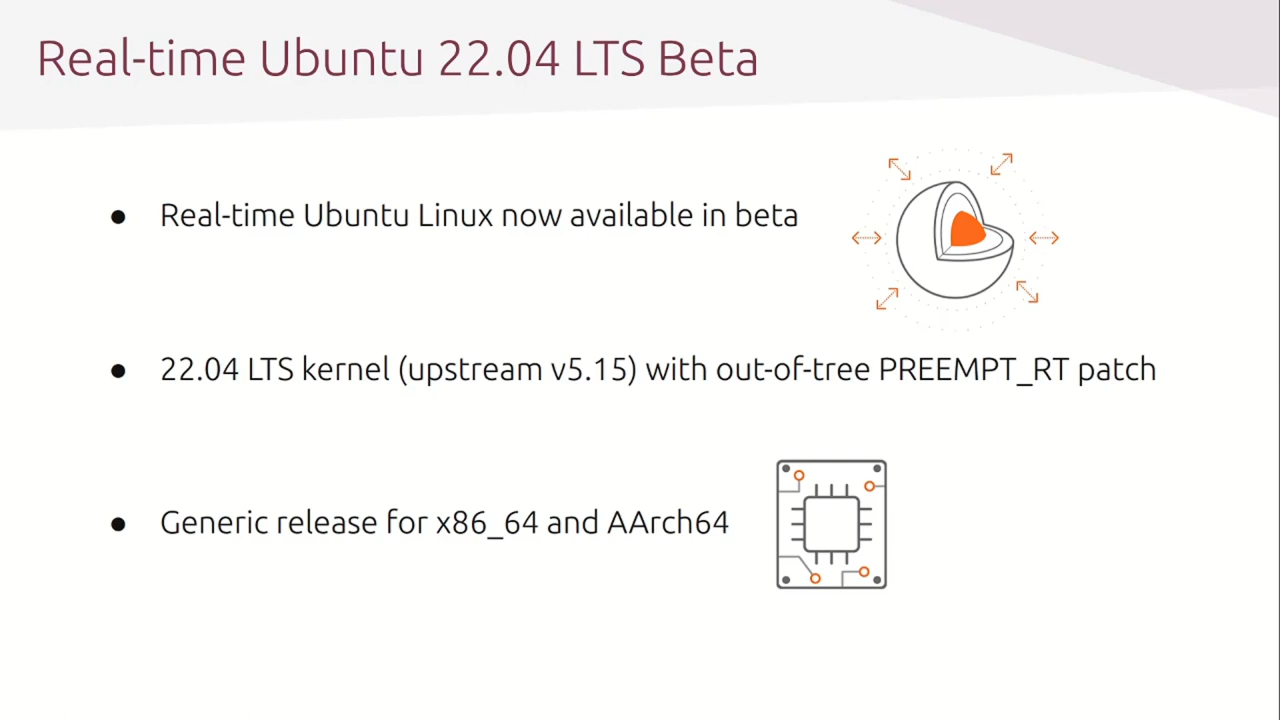 Real-time Ubuntu 22.04 LTS Beta
● Real-time Ubuntu Linux now available in beta
● 22.04 LTS kernel (upstream v5.15) with out-of-tree PREEMPT_RT patch
● Generic release for x86_64 and AArch64